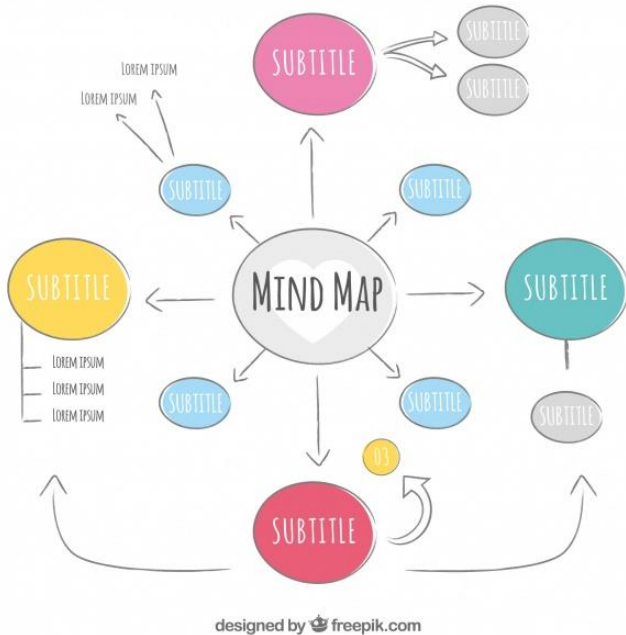 SUBTITLE
SUBTITLE
SUBTITLE
LOREM IPSUM
LOREM IPSUM
SUBTITLE
SUBTITLE
SUBTITLE
MIND MAP
SUBTITLE
LOREM IPSUM
LOREM IPSUM
LOREM IPSUM
SUBTITLE
SUBTITLE
SUBTITLE
03
SUBTITLE
designed by freepik.com